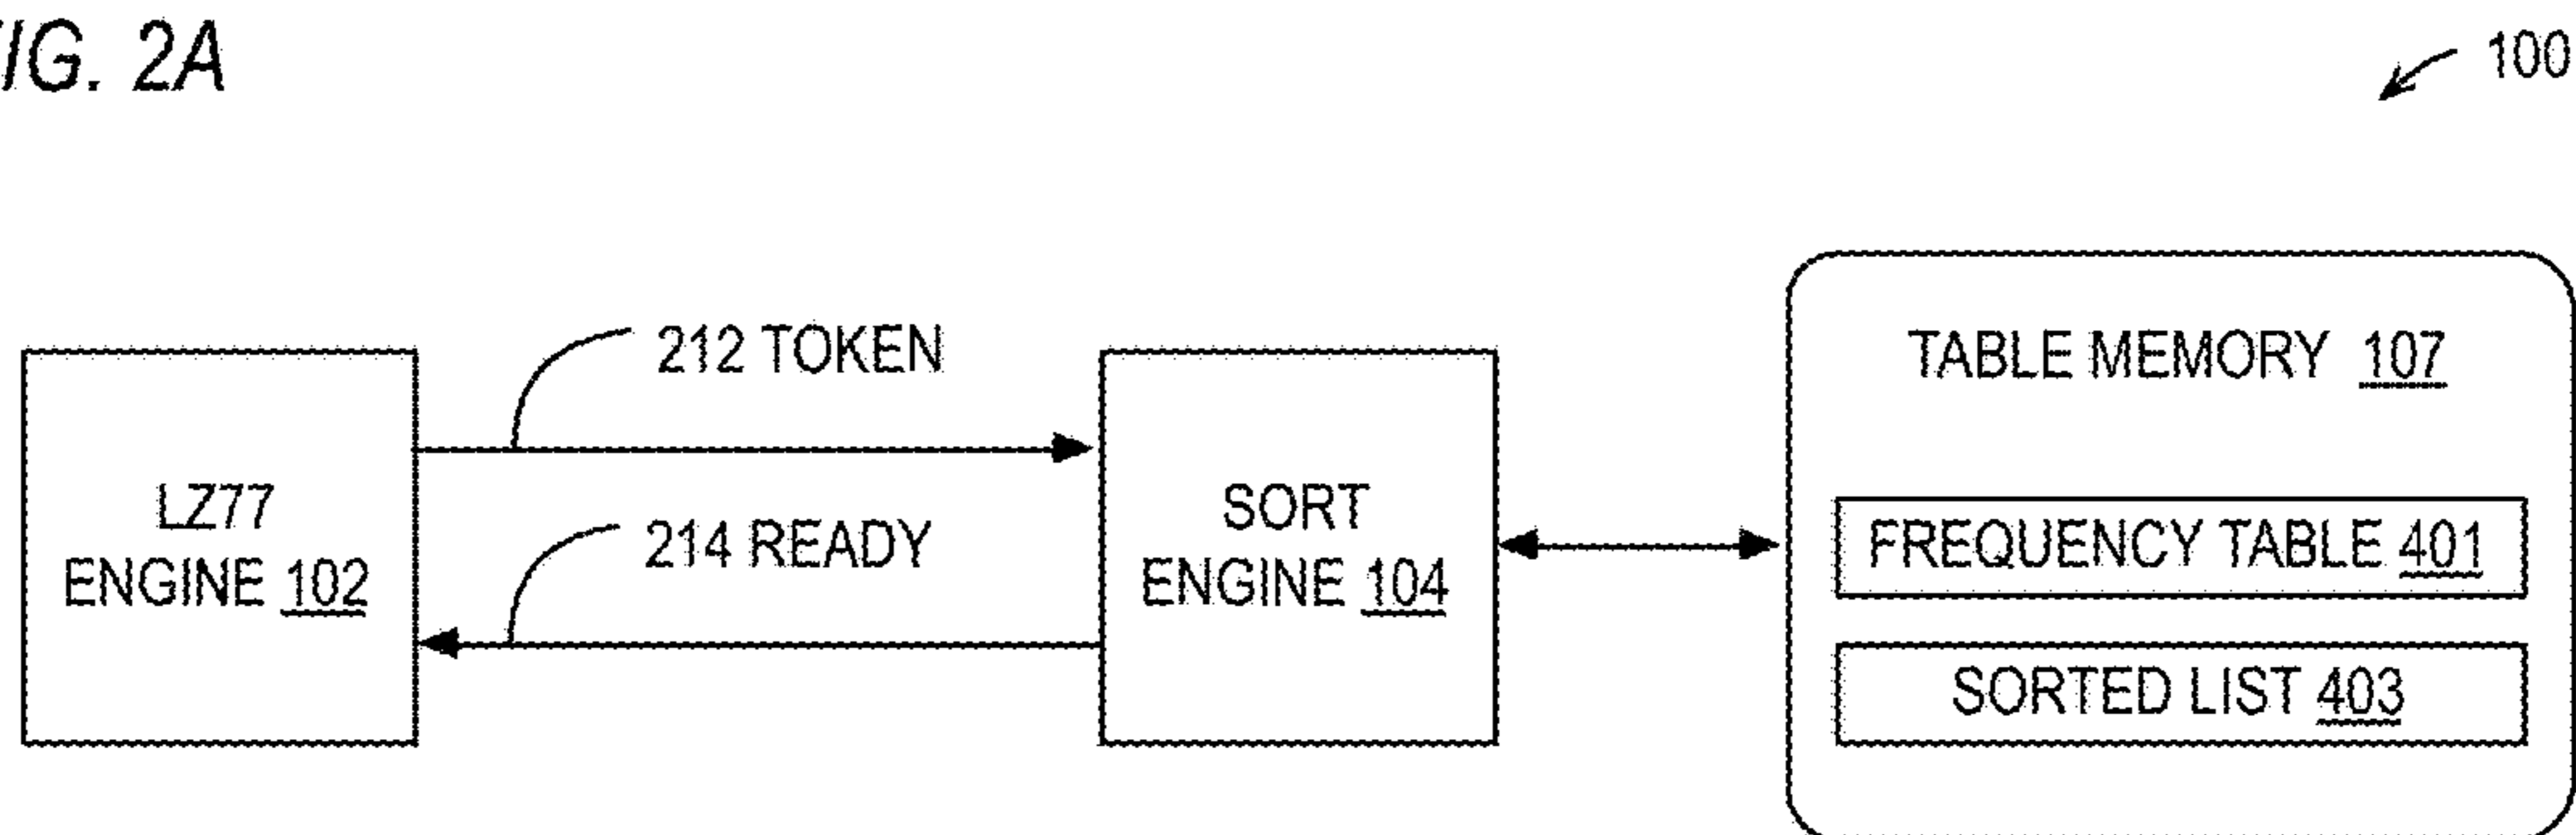 FIG. 2A
100
212 TOKEN
TABLE MEMORY 107
LZ77
ENGINE 102
214 READY
SORT
ENGINE 104
FREQUENCY TABLE 401
SORTED LIST 403